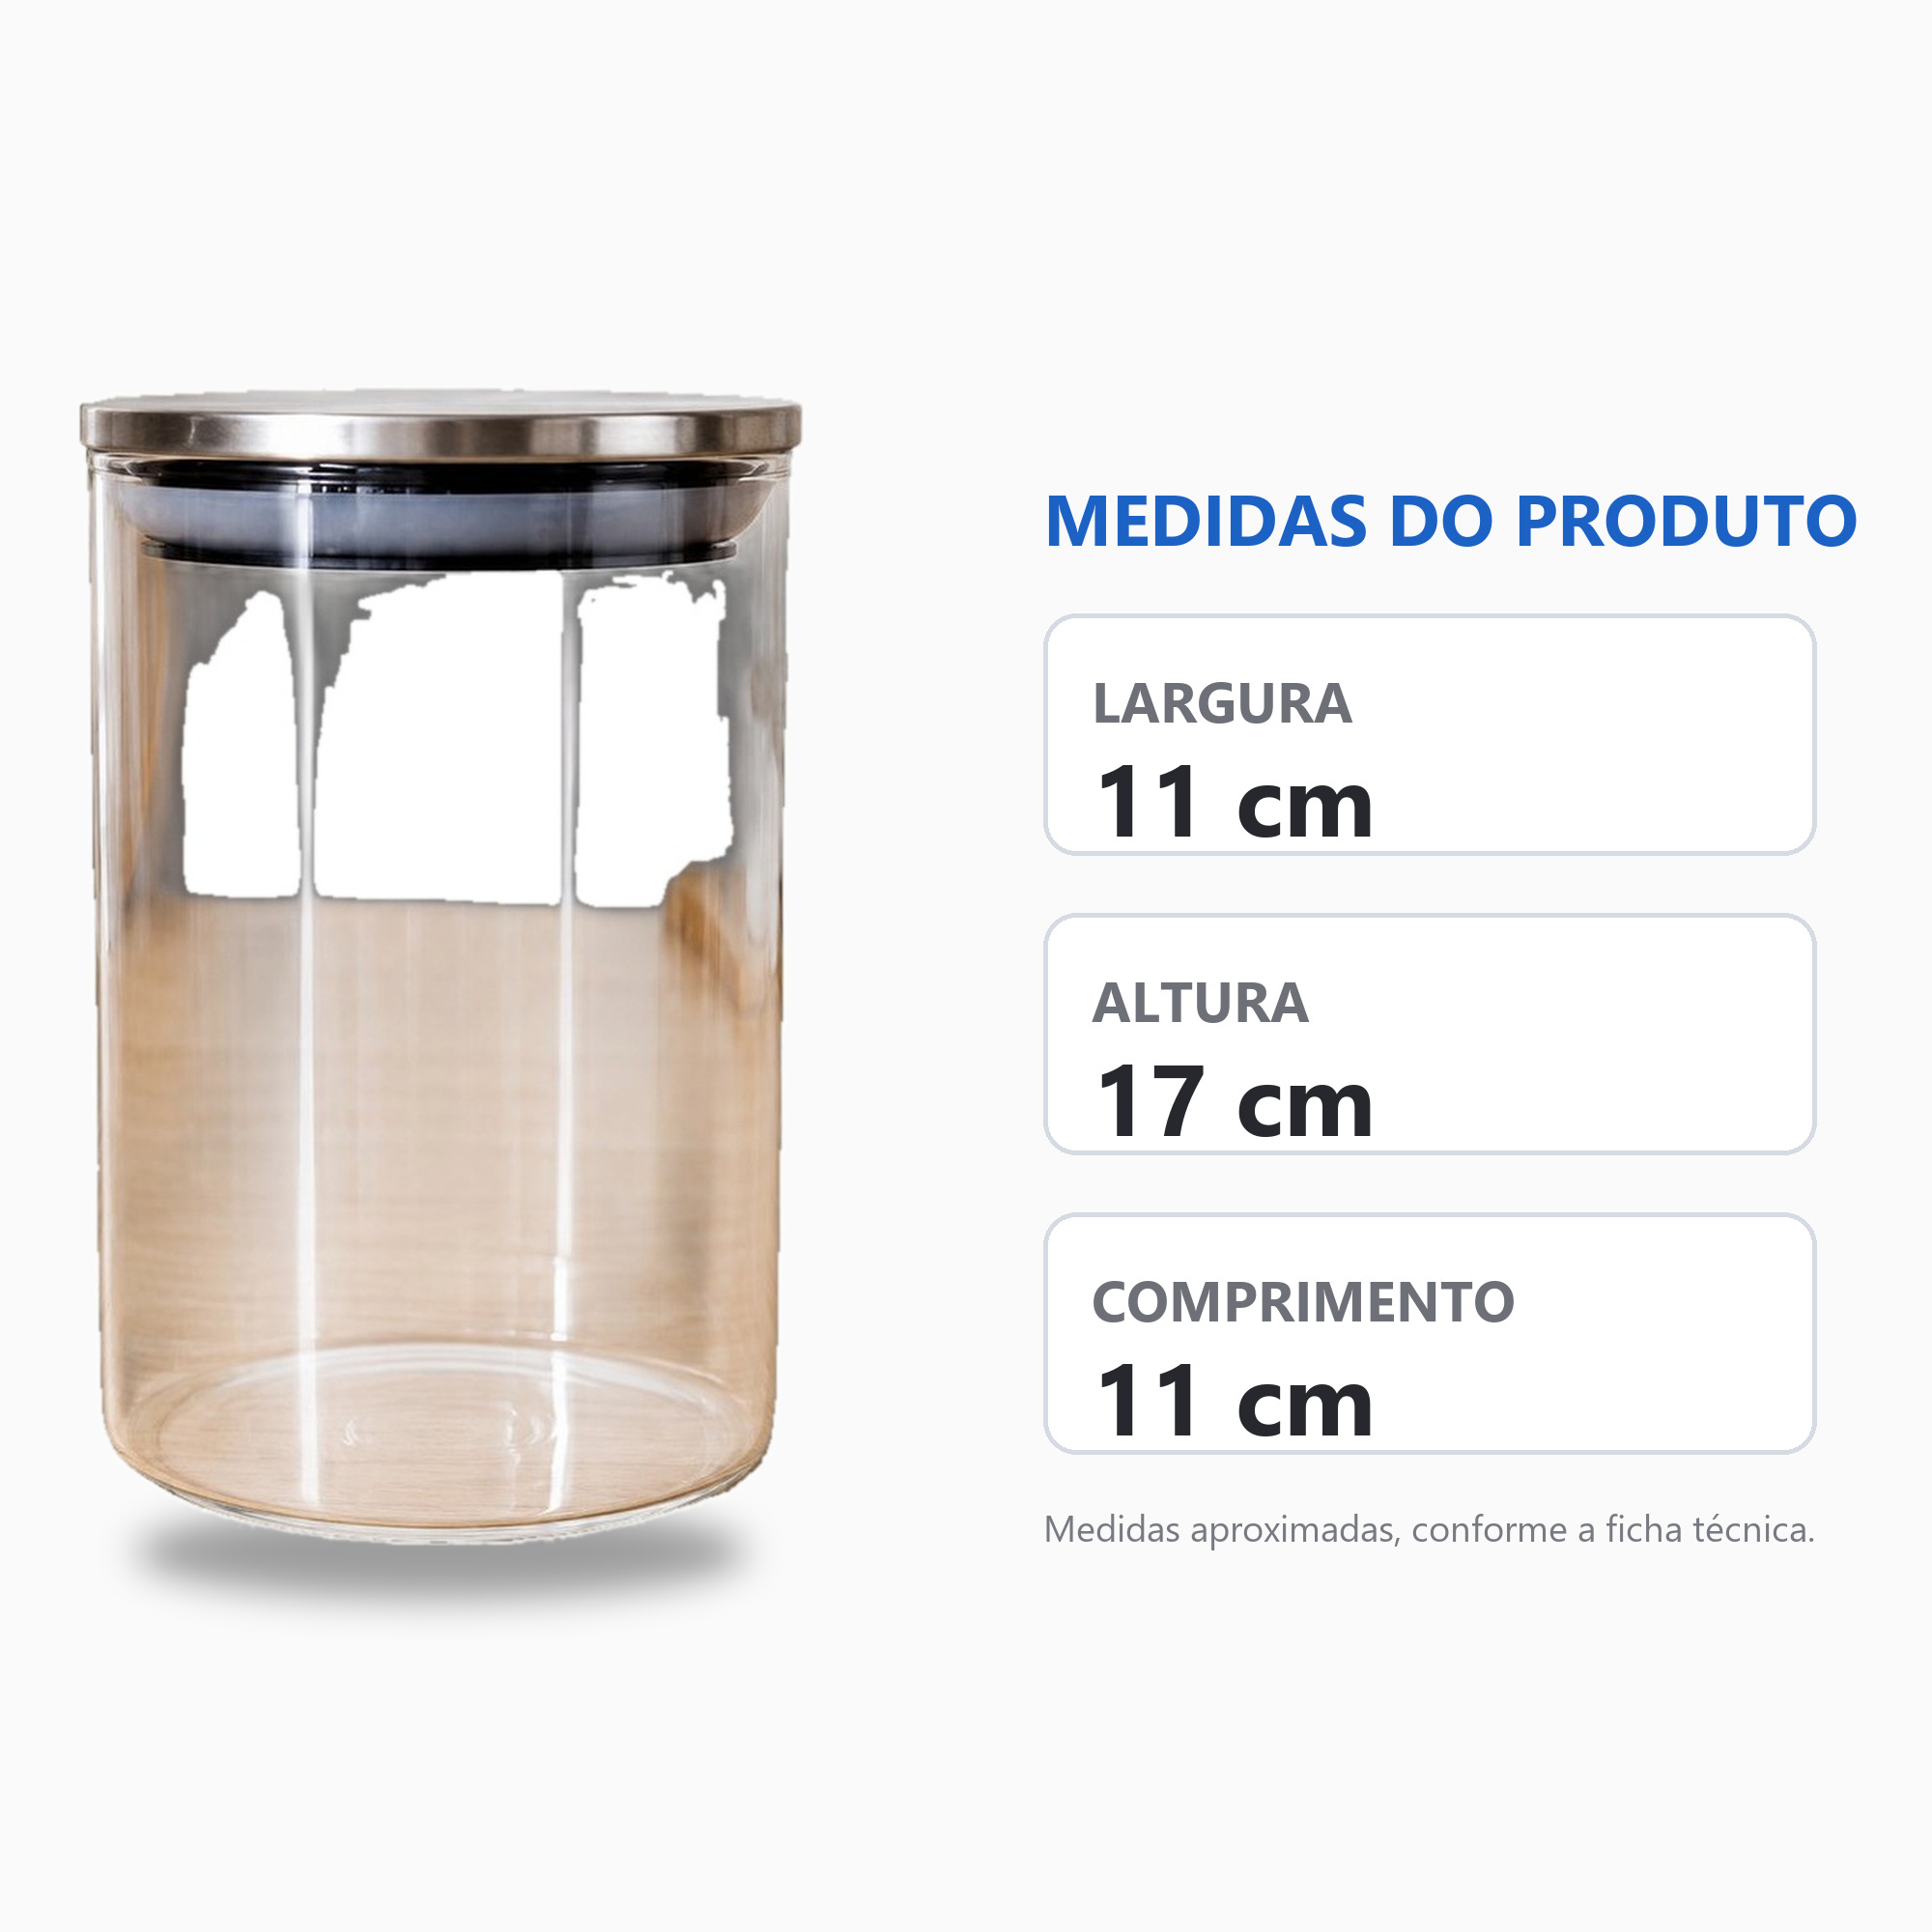 MEDIDAS DO PRODUTO
LARGURA
11 cm
ALTURA
17 cm
COMPRIMENTO
11 cm
Medidas aproximadas, conforme a ficha técnica.